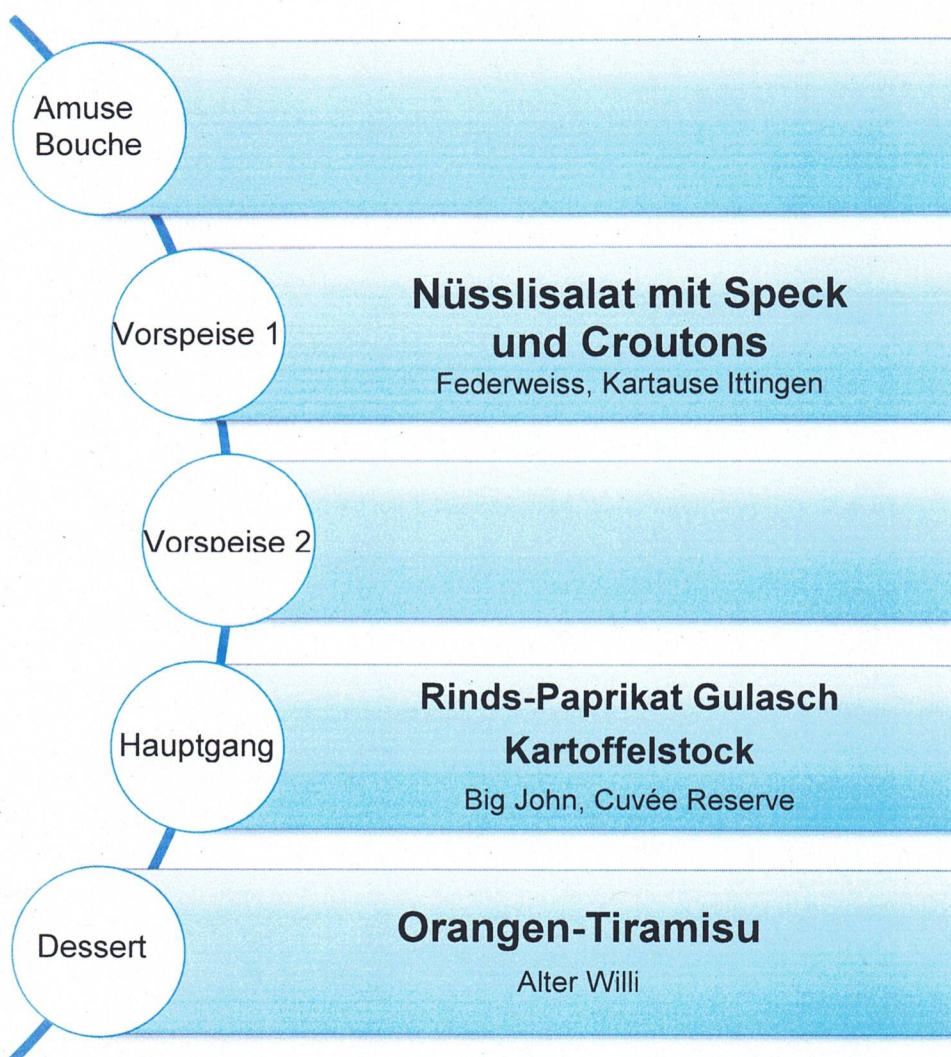 Amuse
Bouche
Vorspeise 1
Nüsslisalat mit Speck
und Croutons
Federweiss, Kartause Ittingen
Vorspeise 2
Hauptgang
Rinds-Paprikat Gulasch
Kartoffelstock
Big John, Cuvée Reserve
Dessert
Orangen-Tiramisu
Alter Willi